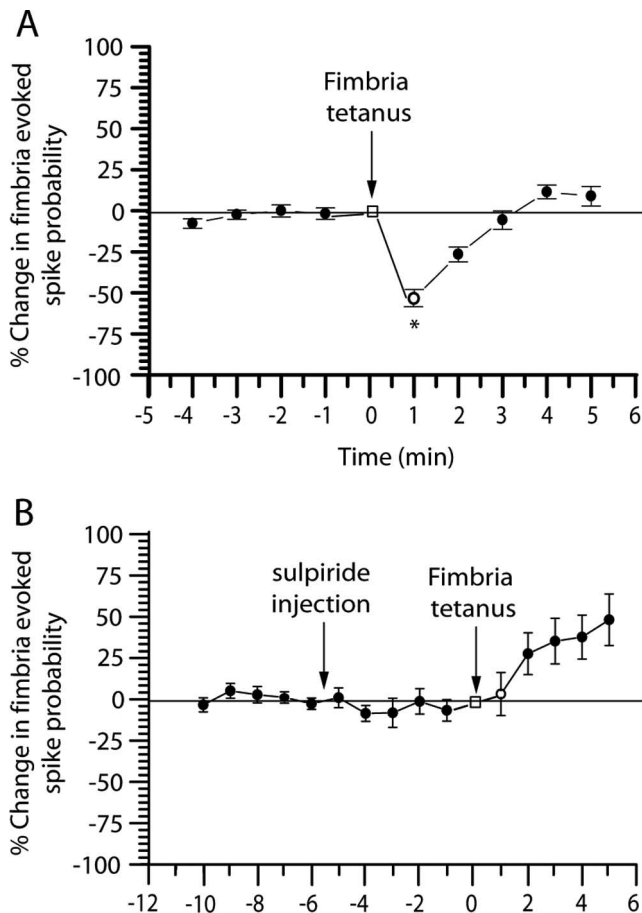 A
% Change in fimbria evoked
spike probability
100
75
50
25
0
-25
-50
-75
-100
Fimbria
tetanus
*
-5 -4 -3 -2 -1 0 1 2 3 4 5 6
Time (min)
B
% Change in fimbria evoked
spike probability
100
75
50
25
0
-25
-50
-75
-100
sulpiride
injection
Fimbria
tetanus
-12 -10 -8 -6 -4 -2 0 2 4 6